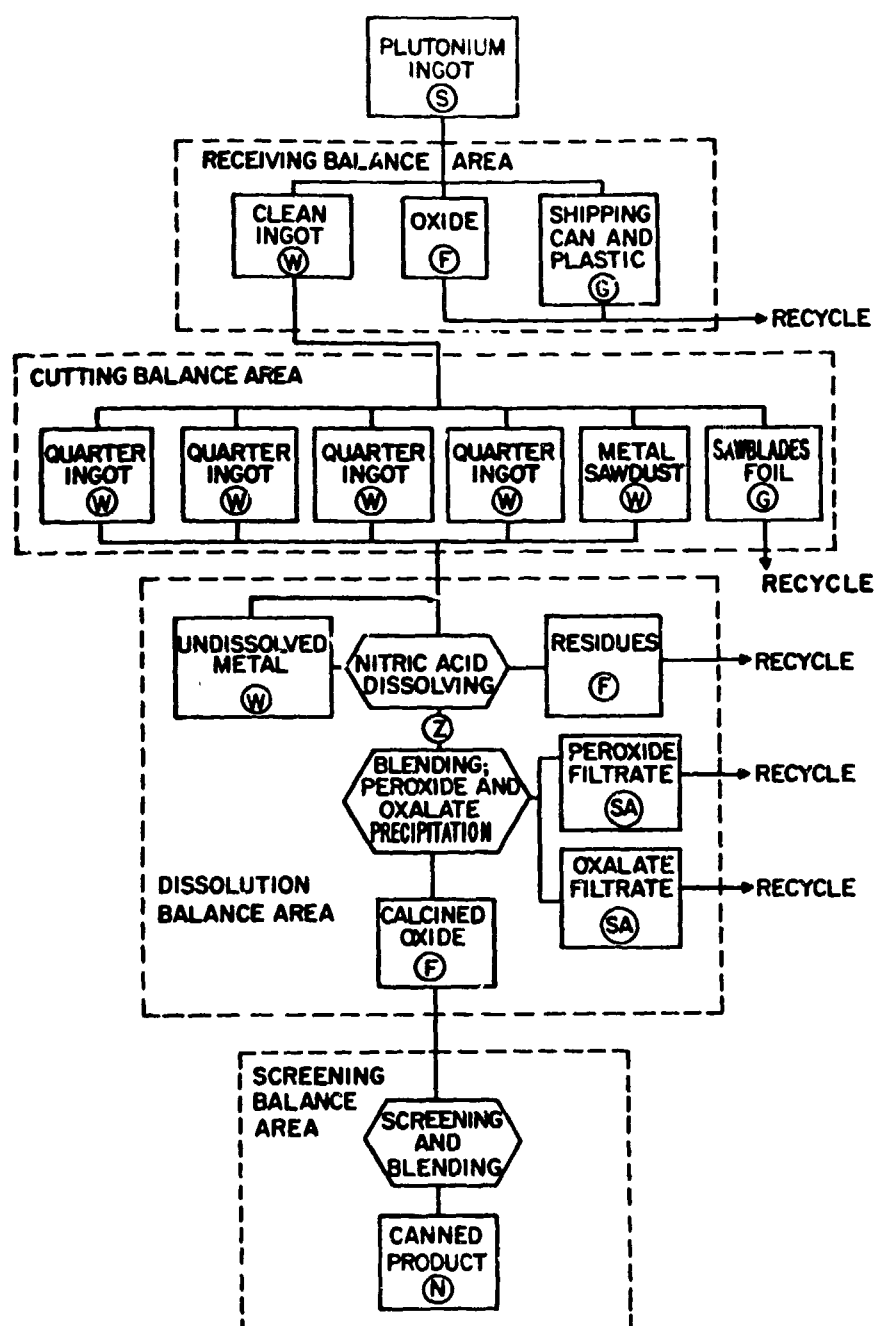 PLUTONIUM
INGOT
S
RECEIVING BALANCE AREA
CLEAN
INGOT
W
OXIDE
F
SHIPPING
CAN AND
PLASTIC
G
RECYCLE
CUTTING BALANCE AREA
QUARTER
INGOT
W
QUARTER
INGOT
W
QUARTER
INGOT
W
QUARTER
INGOT
W
METAL
SAWDUST
W
SAWBLADES
FOIL
G
RECYCLE
UNDISSOLVED
METAL
W
NITRIC ACID
DISSOLVING
RESIDUES
F
RECYCLE
Z
BLENDING;
PEROXIDE AND
OXALATE
PRECIPITATION
PEROXIDE
FILTRATE
SA
RECYCLE
OXALATE
FILTRATE
SA
RECYCLE
DISSOLUTION
BALANCE AREA
CALCINED
OXIDE
F
SCREENING
BALANCE
AREA
SCREENING
AND
BLENDING
CANNED
PRODUCT
N